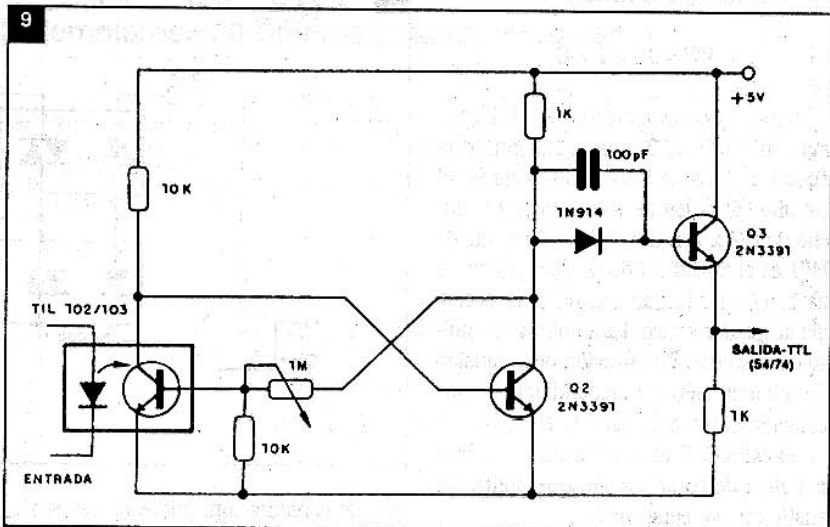 9
+5V
1K
100pF
10K
1N914
Q3
2N3391
TIL 102/103
1M
SALIDA-TTL
(54/74)
Q2
2N3391
10K
1K
ENTRADA